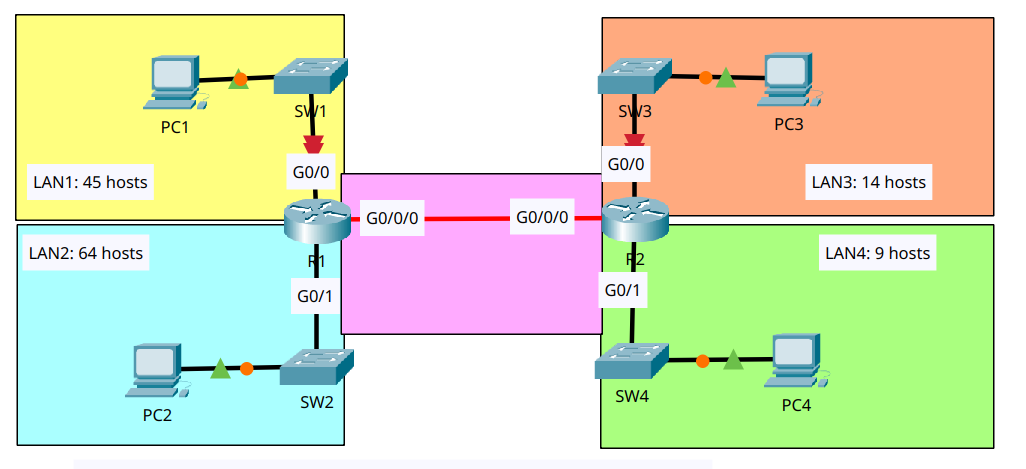 SW1
PC1
G0/0
LAN1: 45 hosts
SW3
PC3
G0/0
LAN3: 14 hosts
G0/0/0
G0/0/0
LAN2: 64 hosts
R1
G0/1
PC2
SW2
R2
LAN4: 9 hosts
G0/1
SW4
PC4